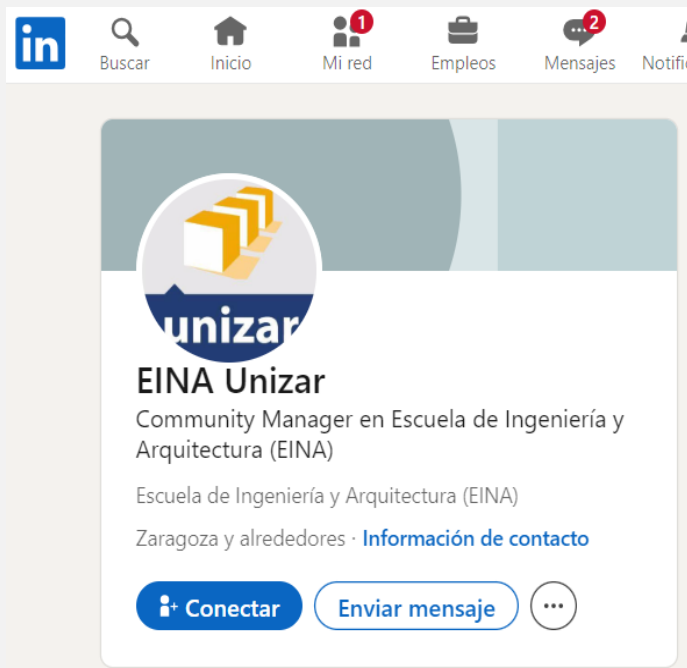 in
1
2
Buscar
Inicio
Mi red
Empleos
Mensajes
unizar
EINA Unizar
Community Manager en Escuela de Ingeniería y
Arquitectura (EINA)
Escuela de Ingeniería y Arquitectura (EINA)
Zaragoza y alrededores · Información de contacto
Conectar
Enviar mensaje